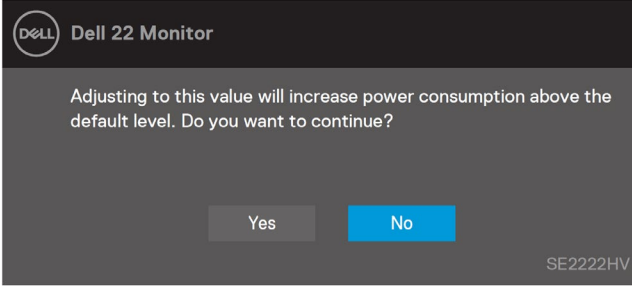 DELL
Dell 22 Monitor
Adjusting to this value will increase power consumption above the
default level. Do you want to continue?
Yes
No
SE2222HV